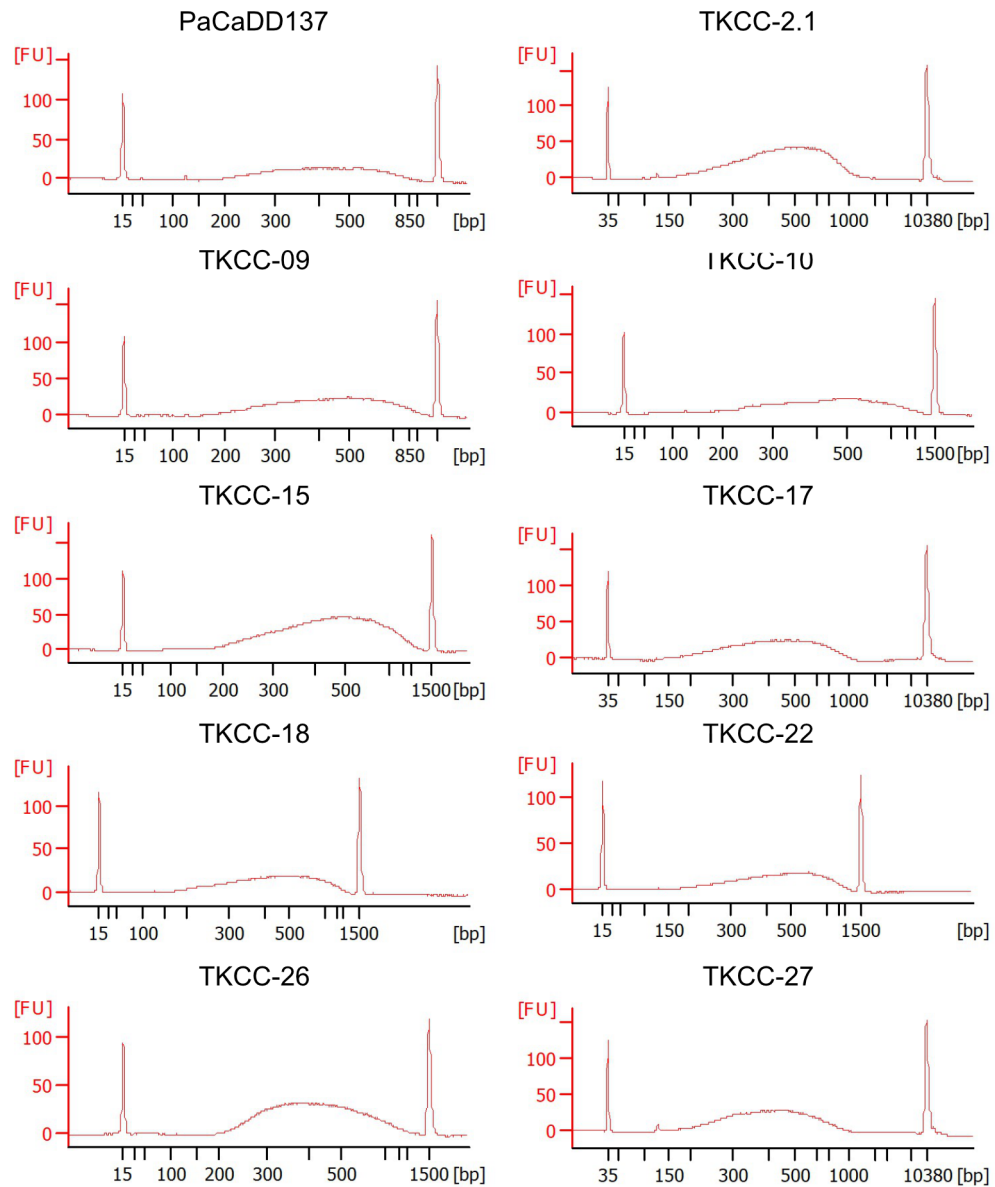 PaCaDD137
[FU]
100
50
0
15 100 200 300 500 850 [bp]
TKCC-2.1
[FU]
100
50
0
35 150 300 500 1000 10380 [bp]
TKCC-09
[FU]
100
50
0
15 100 200 300 500 850 [bp]
TKCC-10
[FU]
100
50
0
15 100 200 300 500 1500 [bp]
TKCC-15
[FU]
100
50
0
15 100 200 300 500 1500 [bp]
TKCC-17
[FU]
100
50
0
35 150 300 500 1000 10380 [bp]
TKCC-18
[FU]
100
50
0
15 100 300 500 1500 [bp]
TKCC-22
[FU]
100
50
0
15 150 300 500 1500 [bp]
TKCC-26
[FU]
100
50
0
15 100 200 300 500 1500 [bp]
TKCC-27
[FU]
100
50
0
35 150 300 500 1000 10380 [bp]